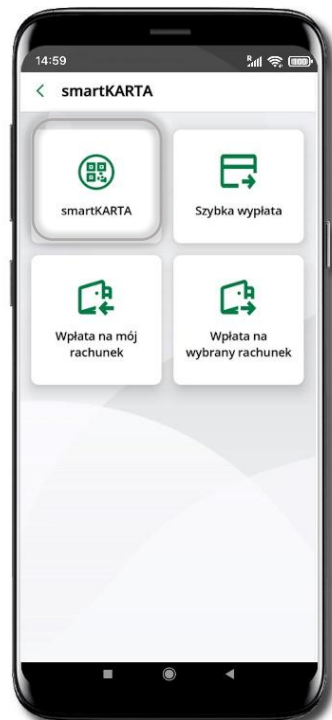 14:59
smartKARTA
smartKARTA
Szybka wypłata
Wpłata na mój
rachunek
Wpłata na
wybrany rachunek